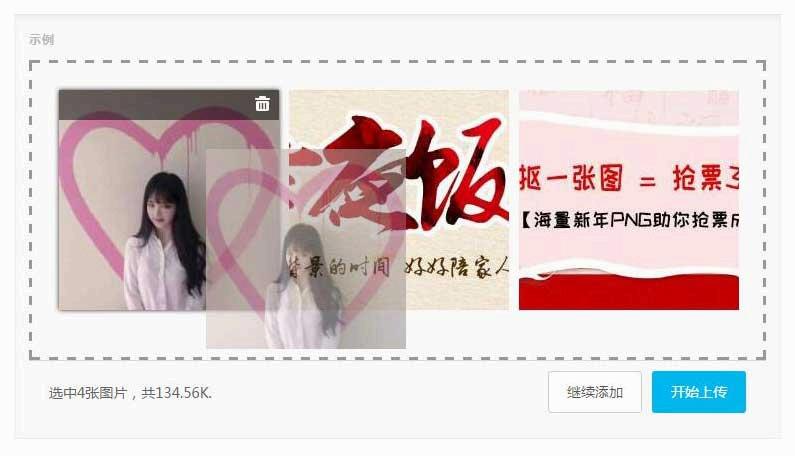 示例
夜饭
背景的时间 好好陪家人
抠一张图 = 抢票
【海量新年PNG助你抢票成
选中4张图片，共134.56K.
继续添加
开始上传